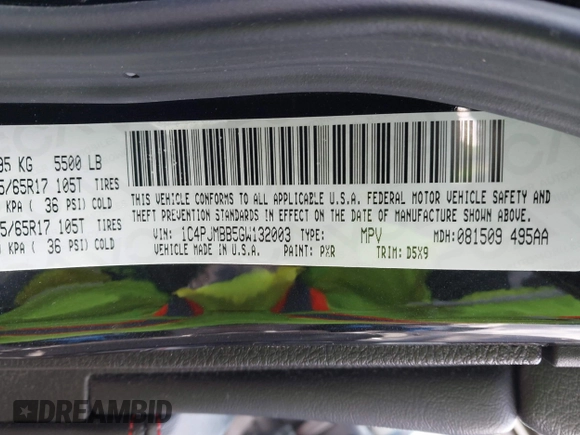 95 KG 5500 LB
5/65R17 105T TIRES
KPA ( 36 PSI) COLD
5/65R17 105T TIRES
KPA ( 36 PSI) COLD
THIS VEHICLE CONFORMS TO ALL APPLICABLE U.S.A. FEDERAL MOTOR VEHICLE SAFETY AND
THEFT PREVENTION STANDARDS IN EFFECT ON THE DATE OF MANUFACTURE SHOWN ABOVE.
VIN: 1C4PJMBB5GW132003 TYPE: MPV MDH: 081509 495AA
VEHICLE MADE IN U.S.A. PAINT: PXR TRIM: D5X9
DREAMBID